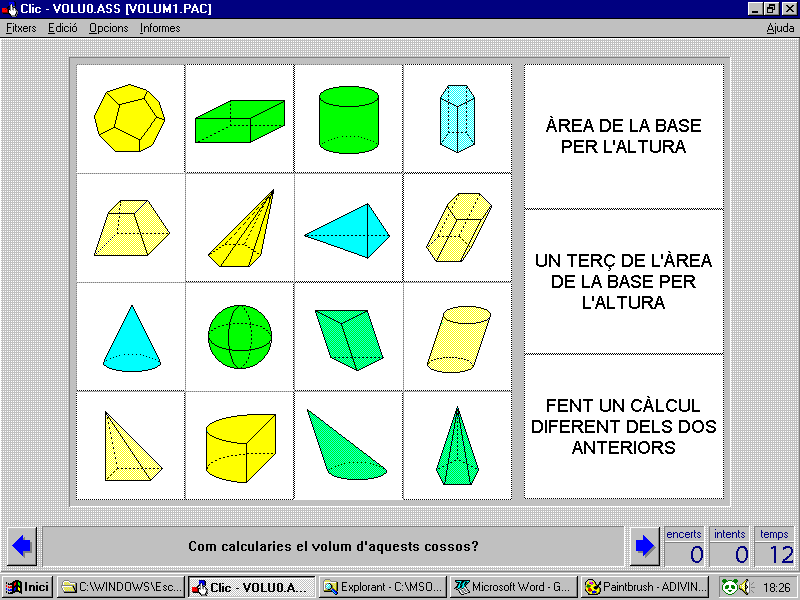 Clic - VOLU0.ASS [VOLUM1.PAC]
Fitxers Edició Opcions Informes Ajuda
ÀREA DE LA BASE
PER L'ALTURA
UN TERÇ DE L'ÀREA
DE LA BASE PER
L'ALTURA
FENT UN CÀLCUL
DIFERENT DELS DOS
ANTERIORS
Com calcularies el volum d'aquests cossos?
encerts intents temps
0 0 12
Inici C:\WINDOWS\Esc... Clic - VOLU0.A... Explorant - C:\MSO... Microsoft Word - G... Paintbrush - ADIVIN... 18:26